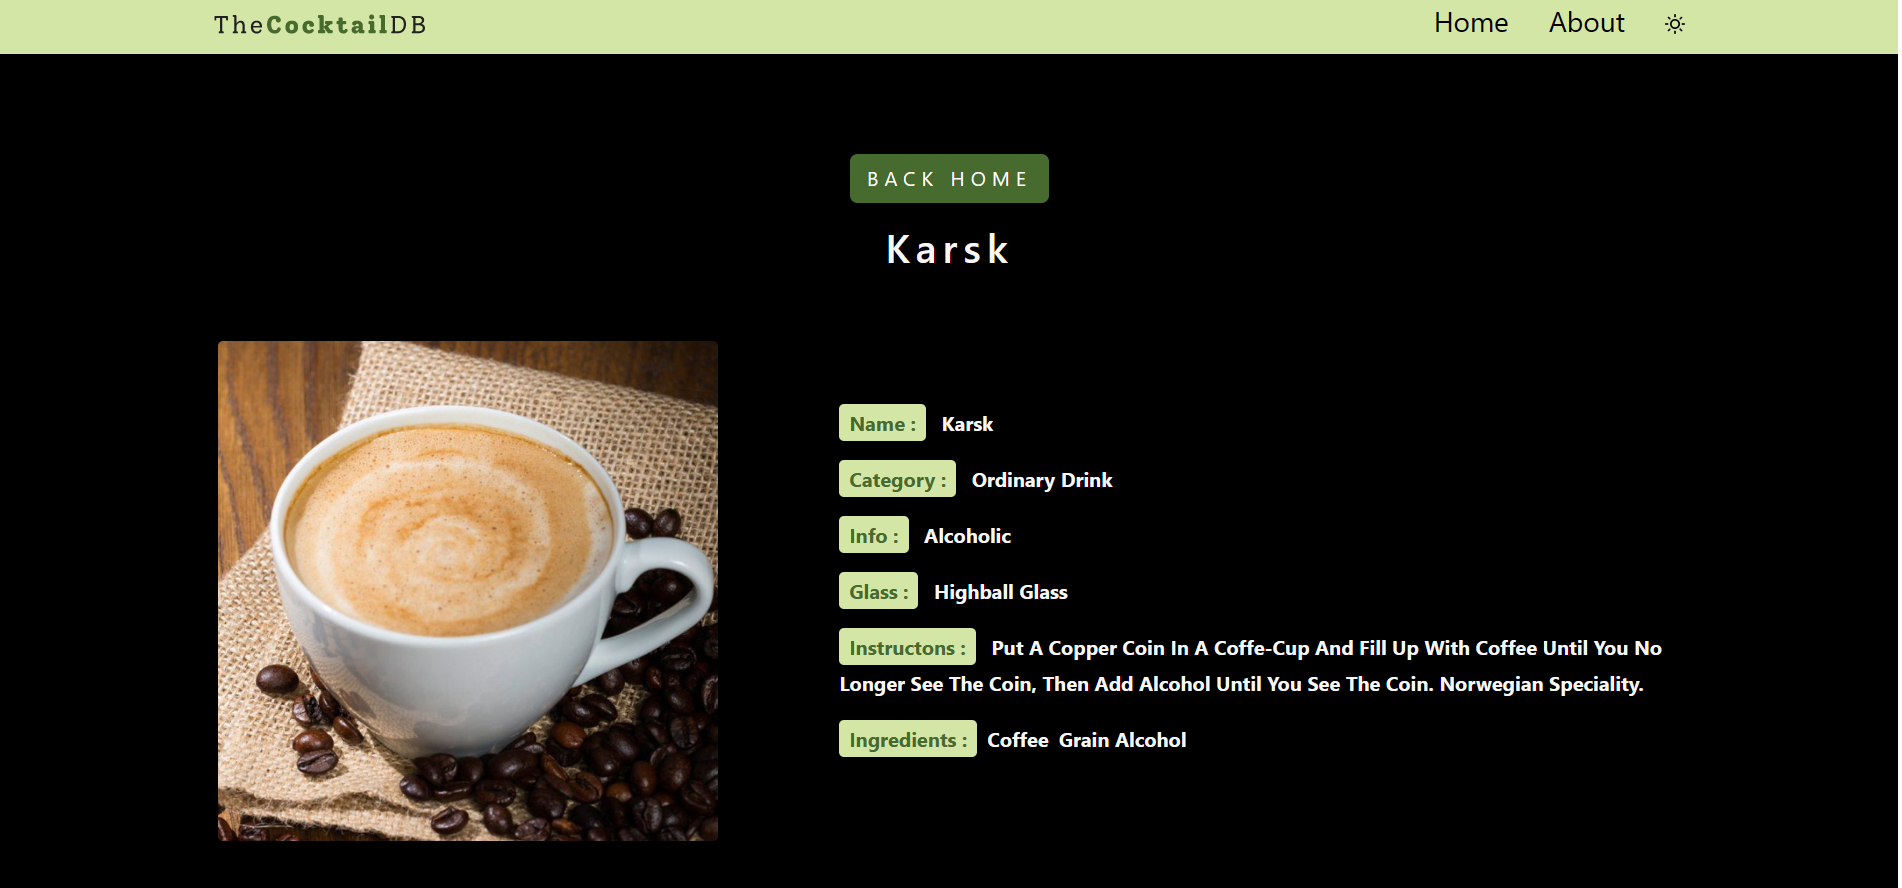 TheCocktailDB
Home
About
BACK HOME
Karsk
Name : Karsk
Category : Ordinary Drink
Info : Alcoholic
Glass : Highball Glass
Instructons : Put A Copper Coin In A Coffe-Cup And Fill Up With Coffee Until You No
Longer See The Coin, Then Add Alcohol Until You See The Coin. Norwegian Speciality.
Ingredients : Coffee Grain Alcohol